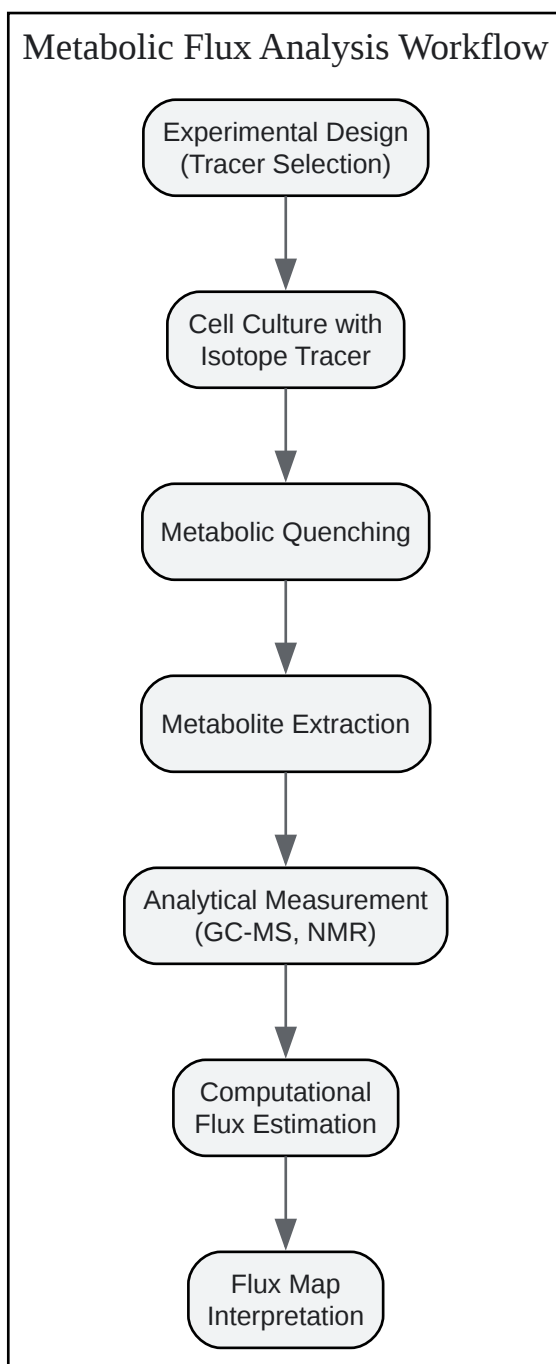 Metabolic Flux Analysis Workflow
Experimental Design
(Tracer Selection)
Cell Culture with
Isotope Tracer
Metabolic Quenching
Metabolite Extraction
Analytical Measurement
(GC-MS, NMR)
Computational
Flux Estimation
Flux Map
Interpretation